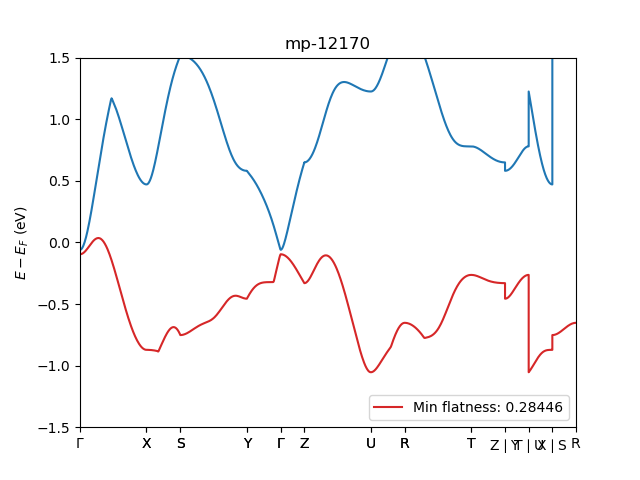 mp-12170
E − E_F (eV)
1.5
1.0
0.5
0.0
−0.5
−1.0
−1.5
Min flatness: 0.28446
Γ X S Y Γ Z U R T Z | Y T | U X | S R